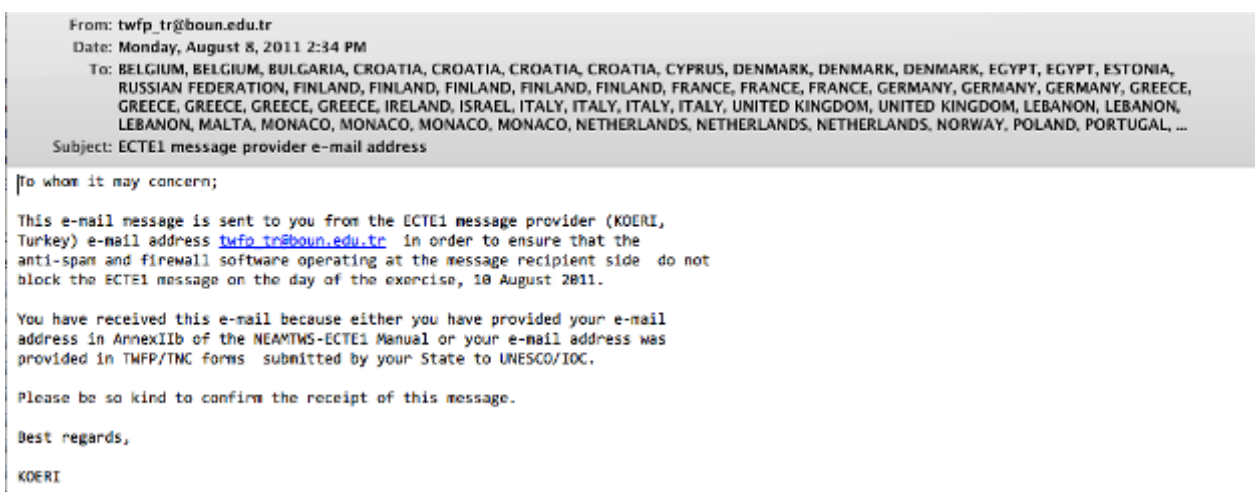 From: twfp_tr@boun.edu.tr
Date: Monday, August 8, 2011 2:34 PM
To: BELGIUM, BELGIUM, BULGARIA, CROATIA, CROATIA, CROATIA, CROATIA, CYPRUS, DENMARK, DENMARK, DENMARK, EGYPT, EGYPT, ESTONIA,
RUSSIAN FEDERATION, FINLAND, FINLAND, FINLAND, FINLAND, FINLAND, FRANCE, FRANCE, FRANCE, GERMANY, GERMANY, GERMANY, GREECE,
GREECE, GREECE, GREECE, GREECE, IRELAND, ISRAEL, ITALY, ITALY, ITALY, ITALY, UNITED KINGDOM, UNITED KINGDOM, LEBANON, LEBANON,
LEBANON, MALTA, MONACO, MONACO, MONACO, MONACO, NETHERLANDS, NETHERLANDS, NETHERLANDS, NORWAY, POLAND, PORTUGAL, ...
Subject: ECTE1 message provider e-mail address
To whom it may concern;
This e-mail message is sent to you from the ECTE1 message provider (KOERI,
Turkey) e-mail address twfp_tr@boun.edu.tr in order to ensure that the
anti-spam and firewall software operating at the message recipient side do not
block the ECTE1 message on the day of the exercise, 10 August 2011.
You have received this e-mail because either you have provided your e-mail
address in AnnexIIb of the NEAMTWS-ECTE1 Manual or your e-mail address was
provided in TWFP/TNC forms submitted by your State to UNESCO/IOC.
Please be so kind to confirm the receipt of this message.
Best regards,
KOERI